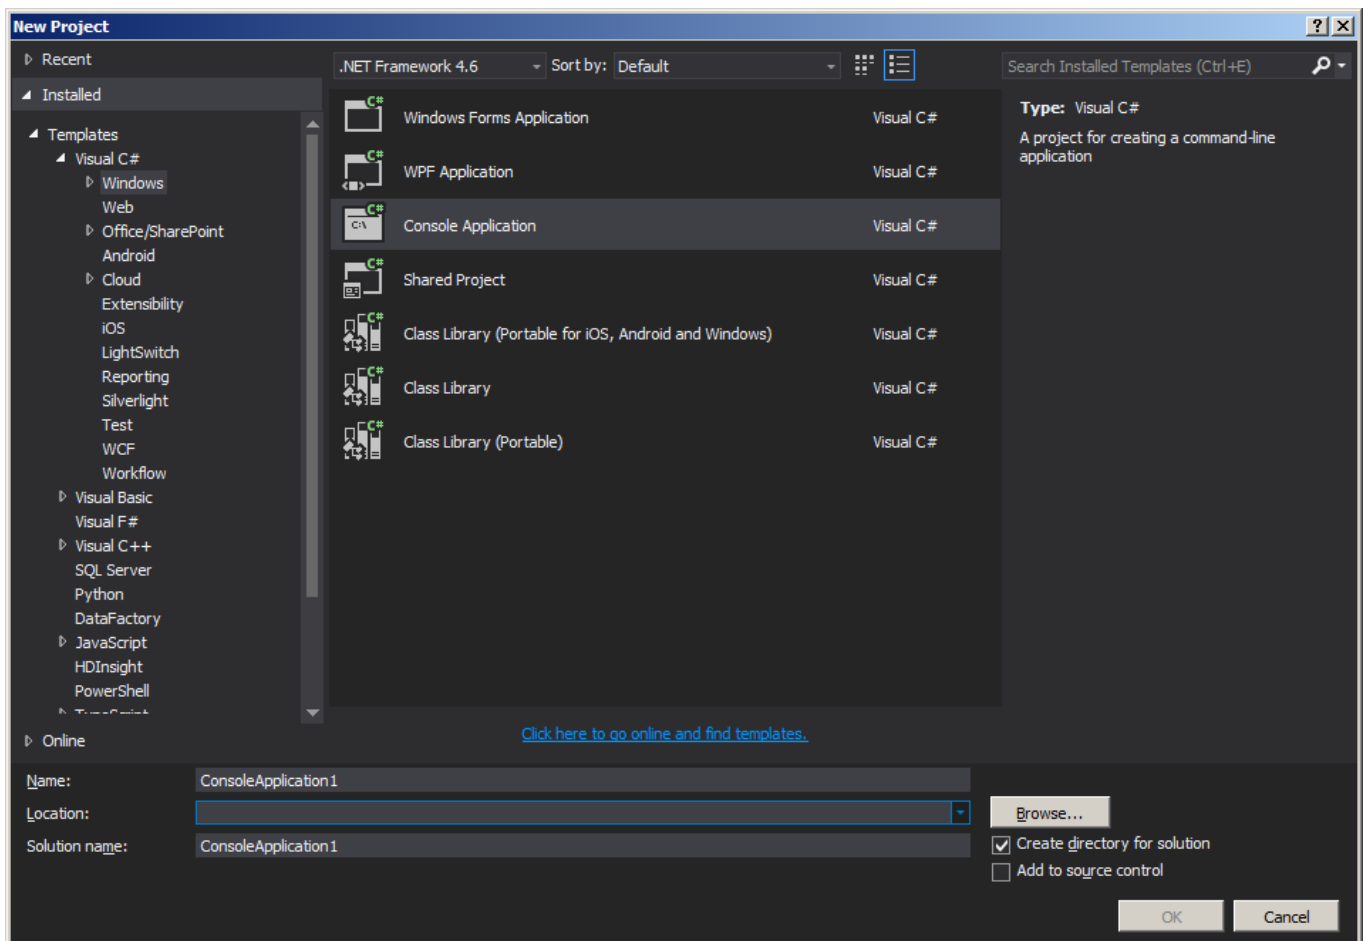 New Project
Recent
.NET Framework 4.6 Sort by: Default
Search Installed Templates (Ctrl+E)
Installed
Templates
Visual C#
Windows
Web
Office/SharePoint
Android
Cloud
Extensibility
iOS
LightSwitch
Reporting
Silverlight
Test
WCF
Workflow
Visual Basic
Visual F#
Visual C++
SQL Server
Python
DataFactory
JavaScript
HDInsight
PowerShell
TypeScript
Online
C# Windows Forms Application Visual C#
C# WPF Application Visual C#
C# C:\ Console Application Visual C#
C# Shared Project Visual C#
C# Class Library (Portable for iOS, Android and Windows) Visual C#
C# Class Library Visual C#
C# Class Library (Portable) Visual C#
Click here to go online and find templates.
Type: Visual C#
A project for creating a command-line
application
Name: ConsoleApplication1
Location:
Browse...
Solution name: ConsoleApplication1
Create directory for solution
Add to source control
OK Cancel